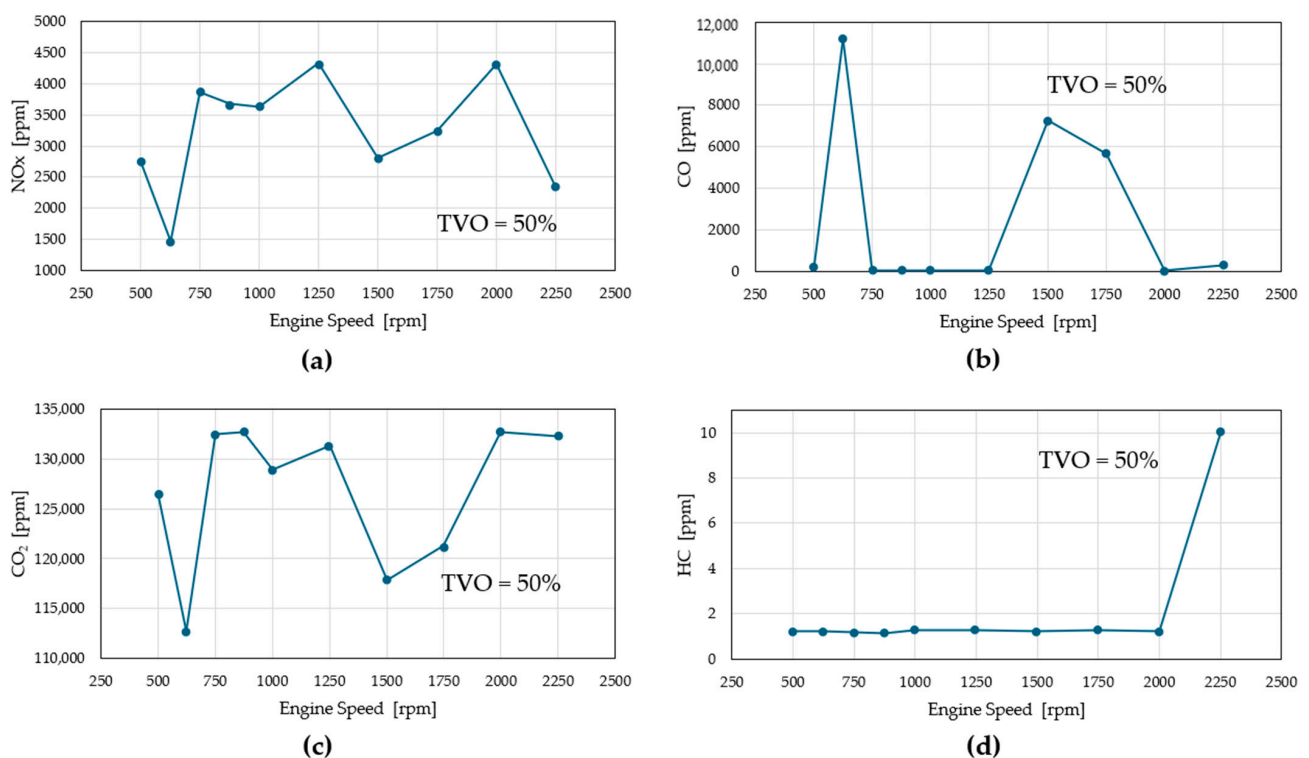 5000
4500
4000
3500
3000
2500
2000
1500
1000
NOx [ppm]
TVO = 50%
250 500 750 1000 1250 1500 1750 2000 2250 2500
Engine Speed [rpm]
(a)
12,000
10,000
8000
6000
4000
2000
0
CO [ppm]
TVO = 50%
250 500 750 1000 1250 1500 1750 2000 2250 2500
Engine Speed [rpm]
(b)
135,000
130,000
125,000
120,000
115,000
110,000
CO₂ [ppm]
TVO = 50%
250 500 750 1000 1250 1500 1750 2000 2250 2500
Engine Speed [rpm]
(c)
10
8
6
4
2
0
HC [ppm]
TVO = 50%
250 500 750 1000 1250 1500 1750 2000 2250 2500
Engine Speed [rpm]
(d)